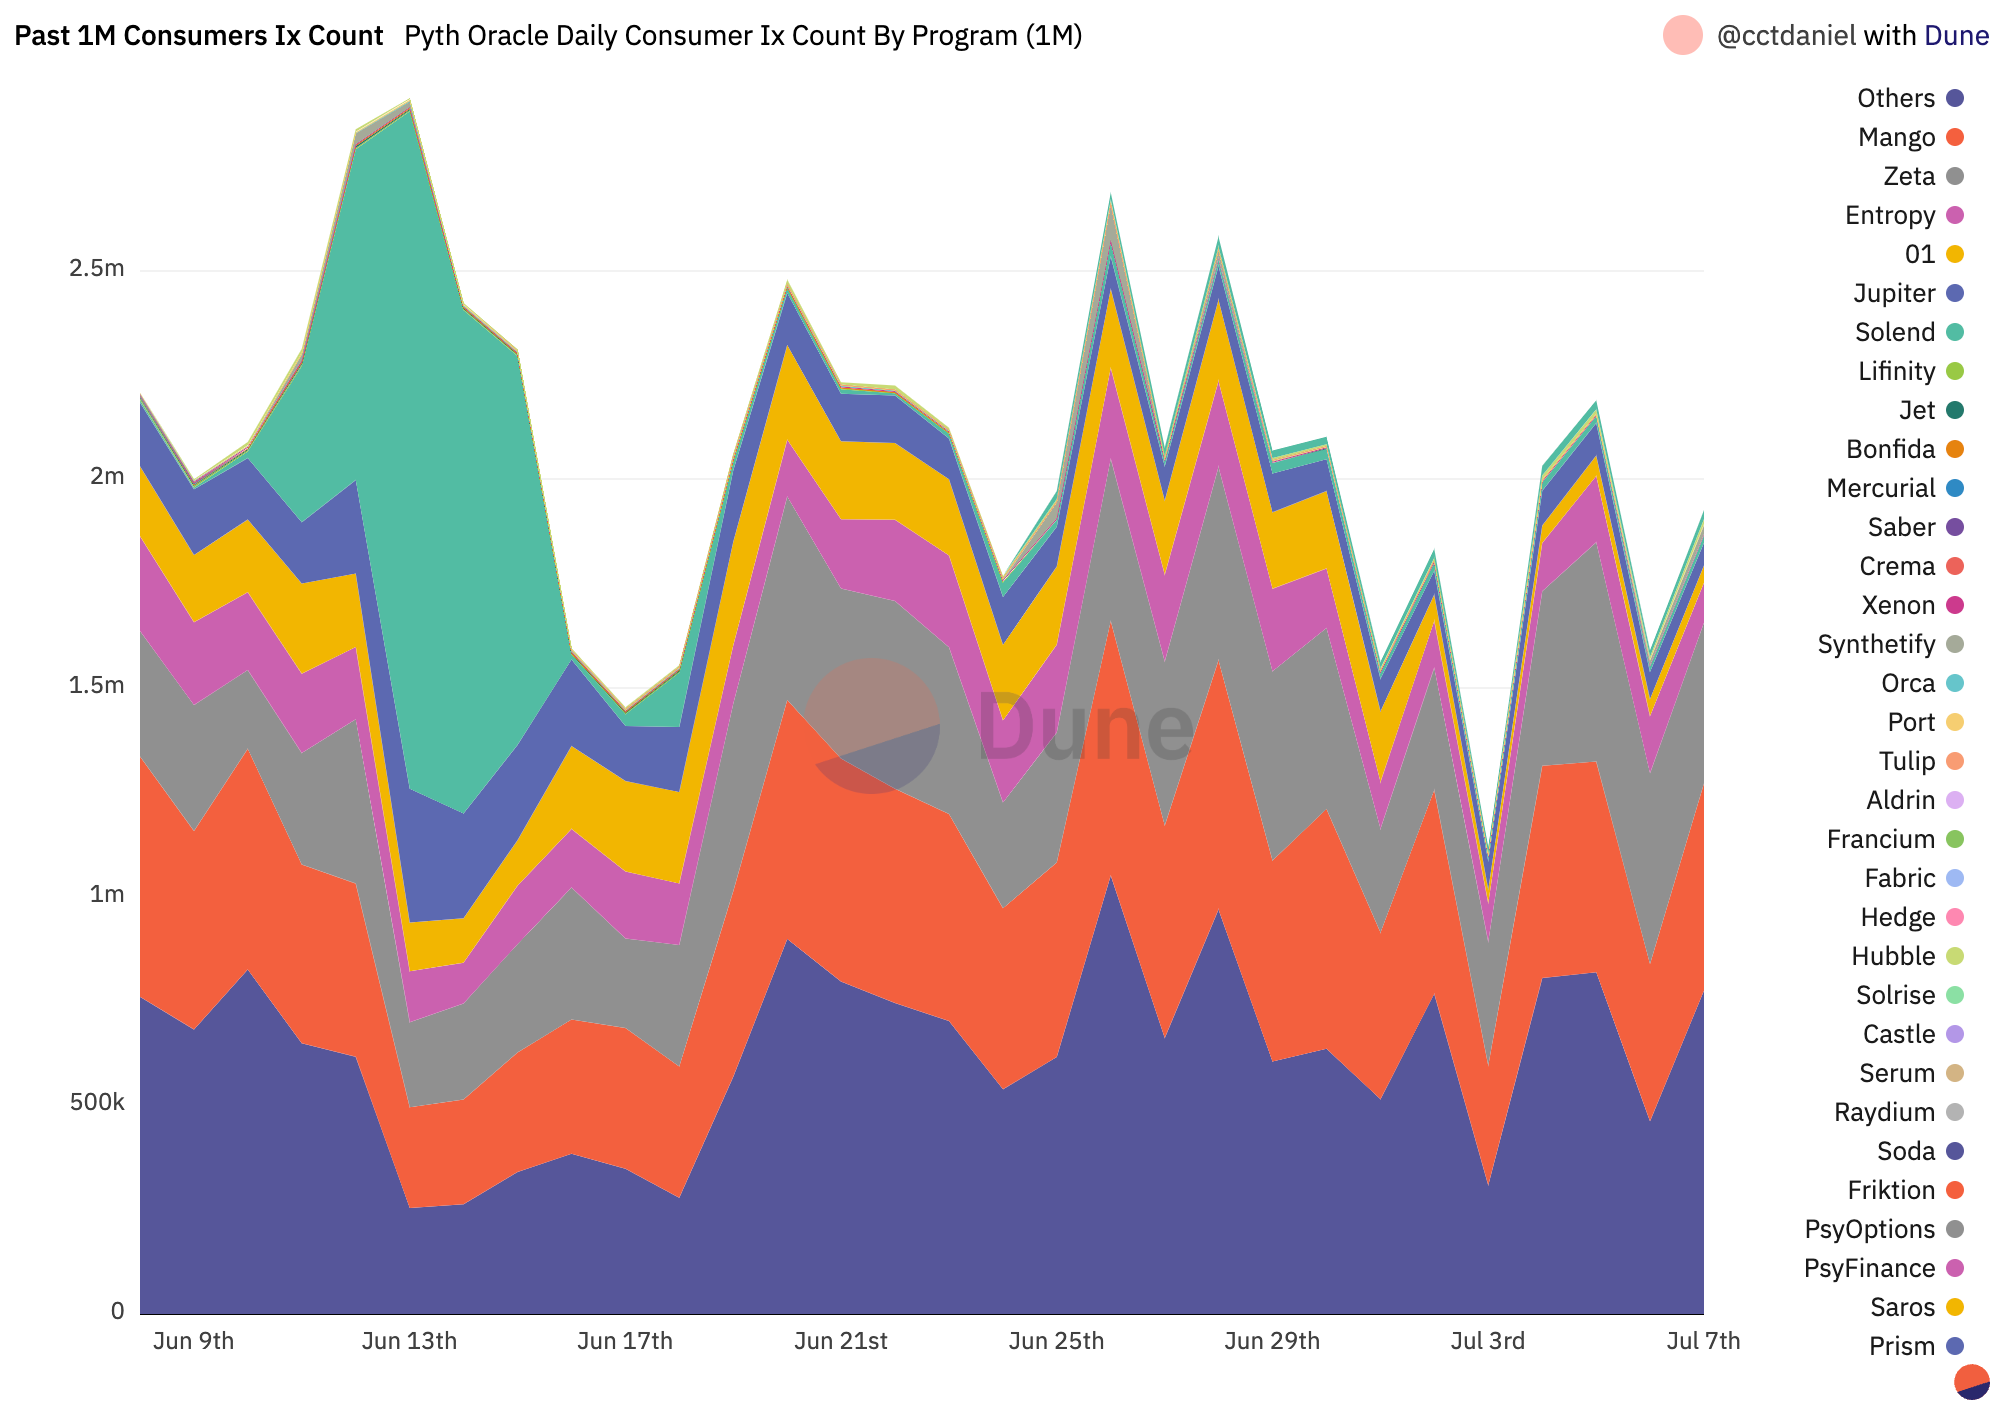 Past 1M Consumers Ix Count Pyth Oracle Daily Consumer Ix Count By Program (1M)
@cctdaniel with Dune
Others
Mango
Zeta
Entropy
01
Jupiter
Solend
Lifinity
Jet
Bonfida
Mercurial
Saber
Crema
Xenon
Synthetify
Orca
Port
Tulip
Aldrin
Francium
Fabric
Hedge
Hubble
Solrise
Castle
Serum
Raydium
Soda
Friktion
PsyOptions
PsyFinance
Saros
Prism
2.5m
2m
1.5m
1m
500k
0
Dune
Jun 9th Jun 13th Jun 17th Jun 21st Jun 25th Jun 29th Jul 3rd Jul 7th